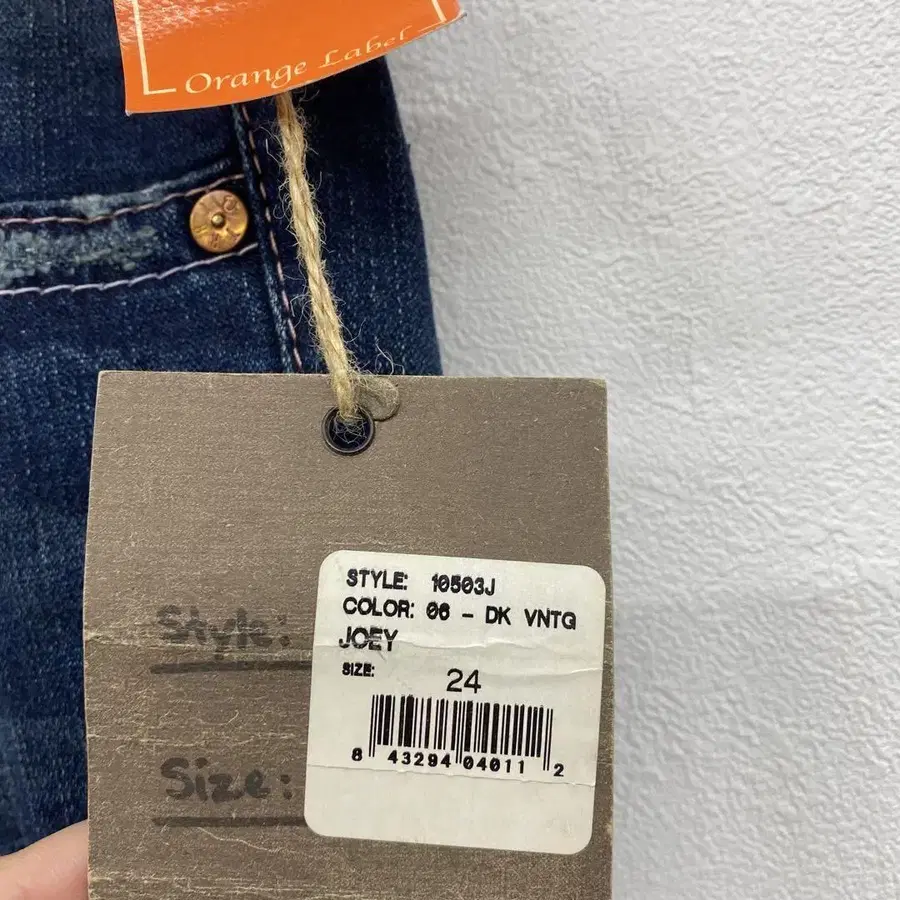 Orange Label
STYLE: 10503J
COLOR: 06 - DK VNTG
JOEY
SIZE: 24
8 43294 04011 2
Style:
Size: